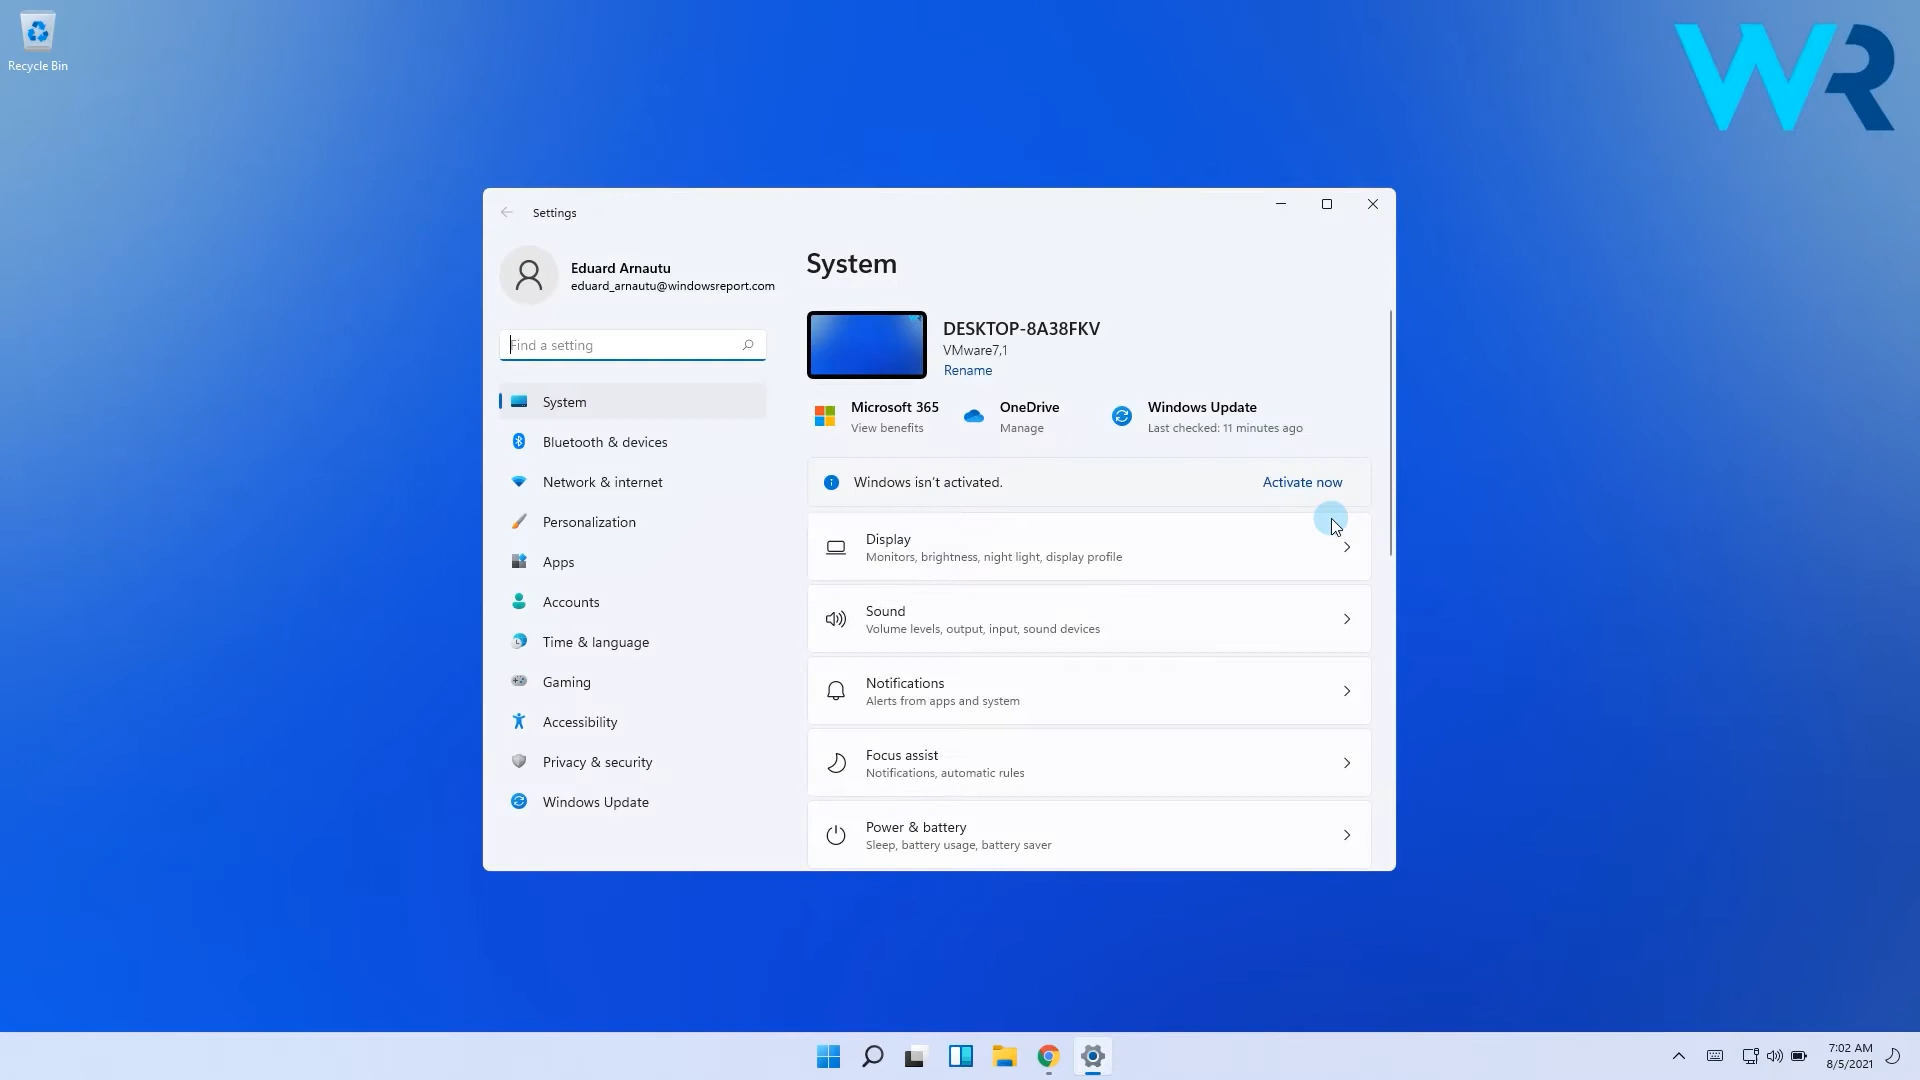 Recycle Bin
WR
Settings
Eduard Arnautu
eduard_arnautu@windowsreport.com
Find a setting
System
Bluetooth & devices
Network & internet
Personalization
Apps
Accounts
Time & language
Gaming
Accessibility
Privacy & security
Windows Update
System
DESKTOP-8A38FKV
VMware7,1
Rename
Microsoft 365
View benefits
OneDrive
Manage
Windows Update
Last checked: 11 minutes ago
Windows isn't activated.
Activate now
Display
Monitors, brightness, night light, display profile
Sound
Volume levels, output, input, sound devices
Notifications
Alerts from apps and system
Focus assist
Notifications, automatic rules
Power & battery
Sleep, battery usage, battery saver
7:02 AM
8/5/2021